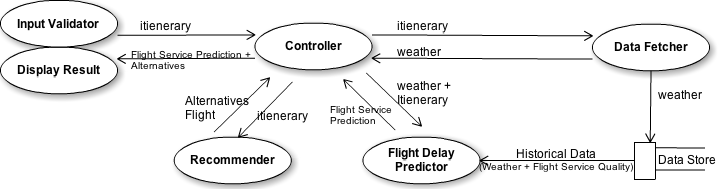 Input Validator
itienerary
itienerary
Controller
weather
Data Fetcher
Flight Service Prediction +
Alternatives
Display Result
weather +
Itienerary
weather
Alternatives
Flight
itienerary
Flight Service
Prediction
Recommender
Flight Delay
Predictor
Historical Data
(Weather + Flight Service Quality)
Data Store